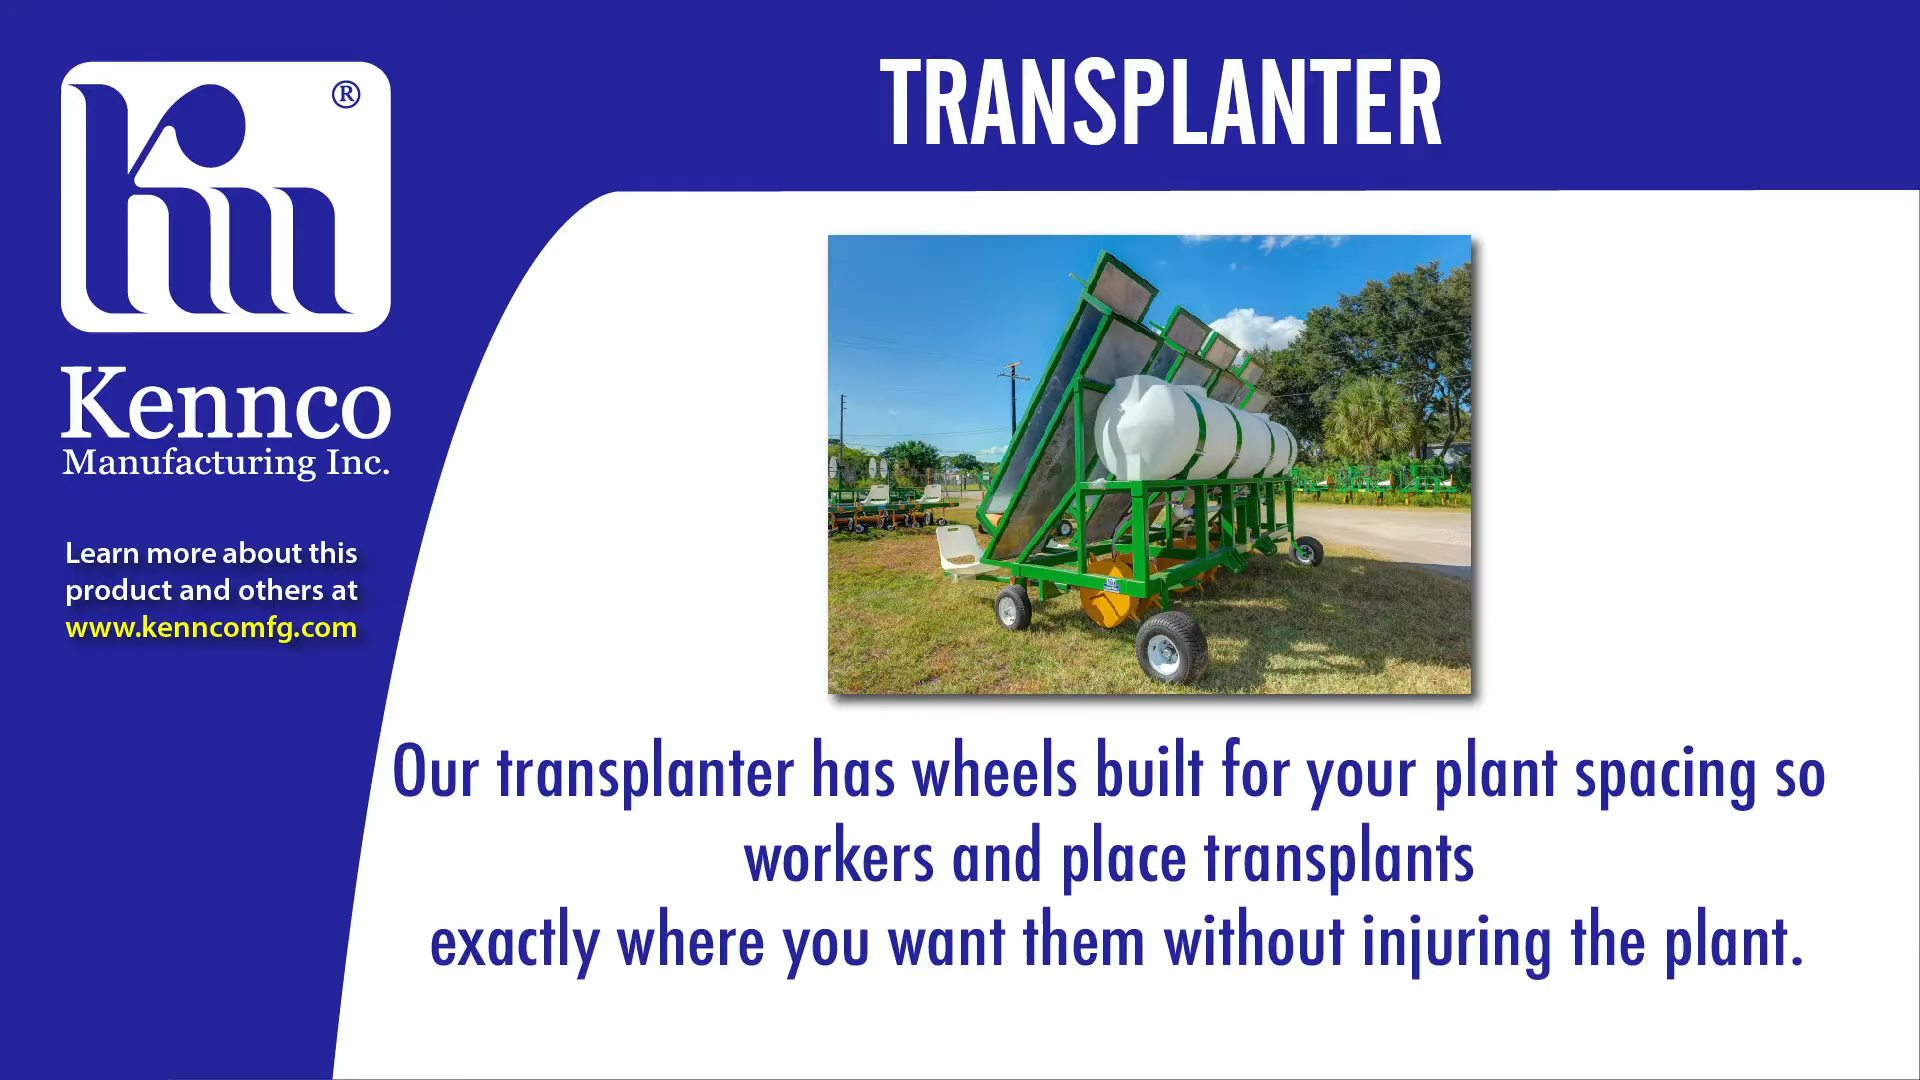 TRANSPLANTER
km ®
Kennco
Manufacturing Inc.
Learn more about this
product and others at
www.kenncomfg.com
Our transplanter has wheels built for your plant spacing so
workers and place transplants
exactly where you want them without injuring the plant.